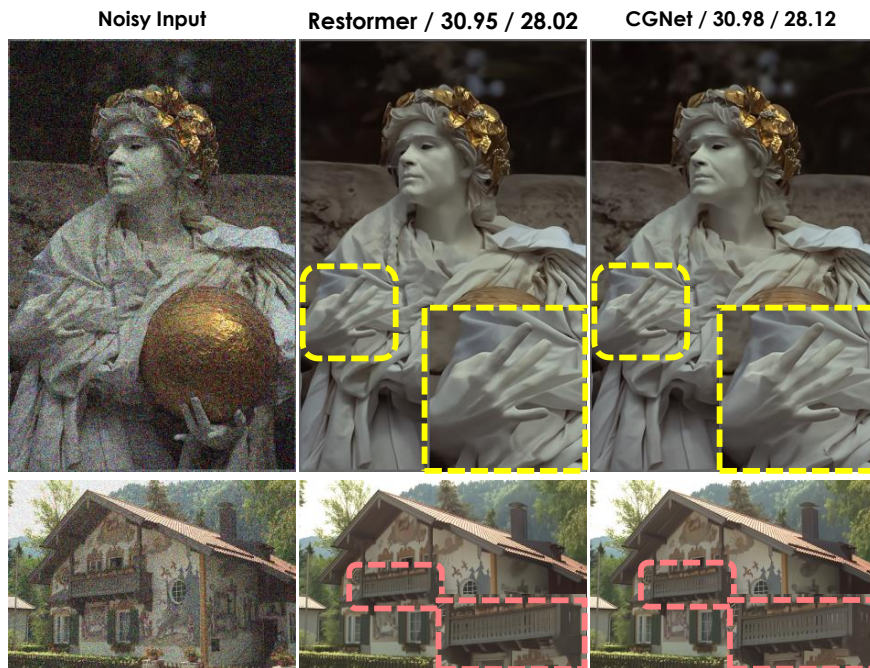 Noisy Input
Restormer / 30.95 / 28.02
CGNet / 30.98 / 28.12